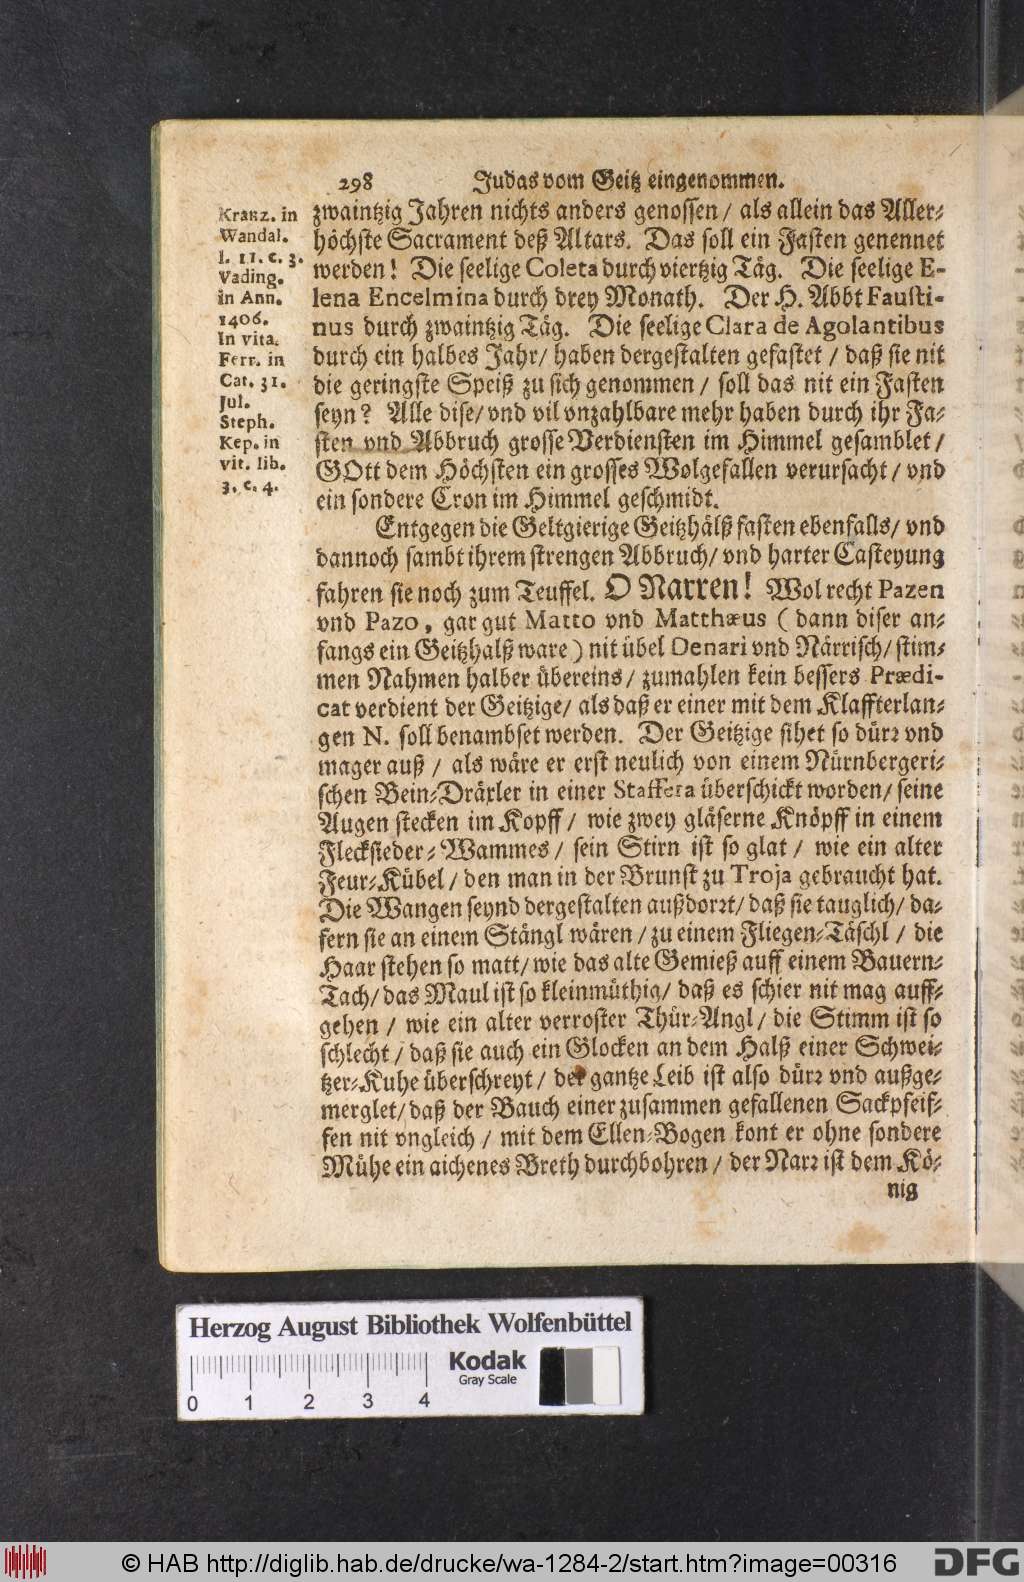 298 Judas vom Geitz eingenommen.
Kranz. in
Wandal.
l. 11. c. 3.
Vading.
in Ann.
1406.
In vita.
Ferr. in
Cat. 31.
Jul.
Steph.
Kep. in
vit. lib.
3. c. 4.
zwaintzig Jahren nichts anders genossen / als allein das Aller-
höchste Sacrament deß Altars. Das soll ein Fasten genennet
werden! Die seelige Coleta durch viertzig Täg. Die seelige E-
lena Encelmina durch drey Monath. Der H. Abbt Fausti-
nus durch zwaintzig Täg. Die seelige Clara de Agolantibus
durch ein halbes Jahr / haben dergestalten gefastet / daß sie nit
die geringste Speiß zu sich genommen / soll das nit ein Fasten
seyn? Alle dise / vnd vil vnzahlbare mehr haben durch ihr Fa-
sten vnd Abbruch grosse Verdiensten im Himmel gesamblet /
GOtt dem Höchsten ein grosses Wolgefallen verursacht / vnd
ein sondere Cron im Himmel geschmidt.
Entgegen die Geltgierige Geitzhälß fasten ebenfalls / vnd
dannoch sambt ihrem strengen Abbruch / vnd harter Casteyung
fahren sie noch zum Teuffel. O Narren! Wol recht Pazen
vnd Pazo, gar gut Matto vnd Matthæus ( dann diser an-
fangs ein Geitzhalß ware ) nit übel Denari vnd Närrisch / stim-
men Nahmen halber übereins / zumahlen kein bessers Prædi-
cat verdient der Geitzige / als daß er einer mit dem Klaffterlan-
gen N. soll benambset werden. Der Geitzige sihet so dürr vnd
mager auß / als wäre er erst neulich von einem Nürnbergeri-
schen Bein-Dräxler in einer Staffera überschickt worden / seine
Augen stecken im Kopff / wie zwey gläserne Knöpff in einem
Flecksieder-Wammes / sein Stirn ist so glat / wie ein alter
Feur-Kübel / den man in der Brunst zu Troja gebraucht hat.
Die Wangen seynd dergestalten außdorrt / daß sie tauglich / da-
fern sie an einem Stängl wären / zu einem Fliegen-Täschl / die
Haar stehen so matt / wie das alte Gemieß auff einem Bauern-
Tach / das Maul ist so kleinmüthig / daß es schier nit mag auff-
gehen / wie ein alter verroster Thür-Angl / die Stimm ist so
schlecht / daß sie auch ein Glocken an dem Halß einer Schwei-
tzer-Kuhe überschreyt / der gantze Leib ist also dürr vnd außge-
merglet / daß der Bauch einer zusammen gefallenen Sackpfeif-
fen nit vngleich / mit dem Ellen-Bogen kont er ohne sondere
Mühe ein aichenes Breth durchbohren / der Narr ist dem Kö-
nig
Herzog August Bibliothek Wolfenbüttel
Kodak
Gray Scale
0 1 2 3 4
© HAB http://diglib.hab.de/drucke/wa-1284-2/start.htm?image=00316
DFG